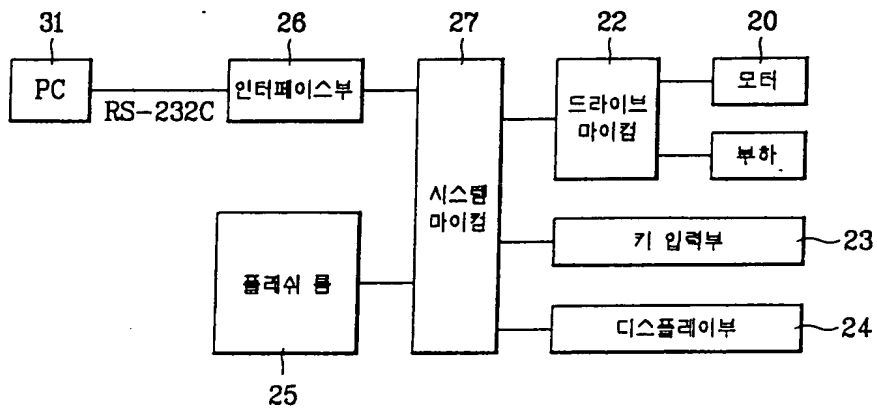 31
26
27
22
20
PC
RS-232C
인터페이스부
시스템
마이컴
드라이브
마이컴
모터
부하
키 입력부
23
플래쉬 롬
디스플레이부
24
25